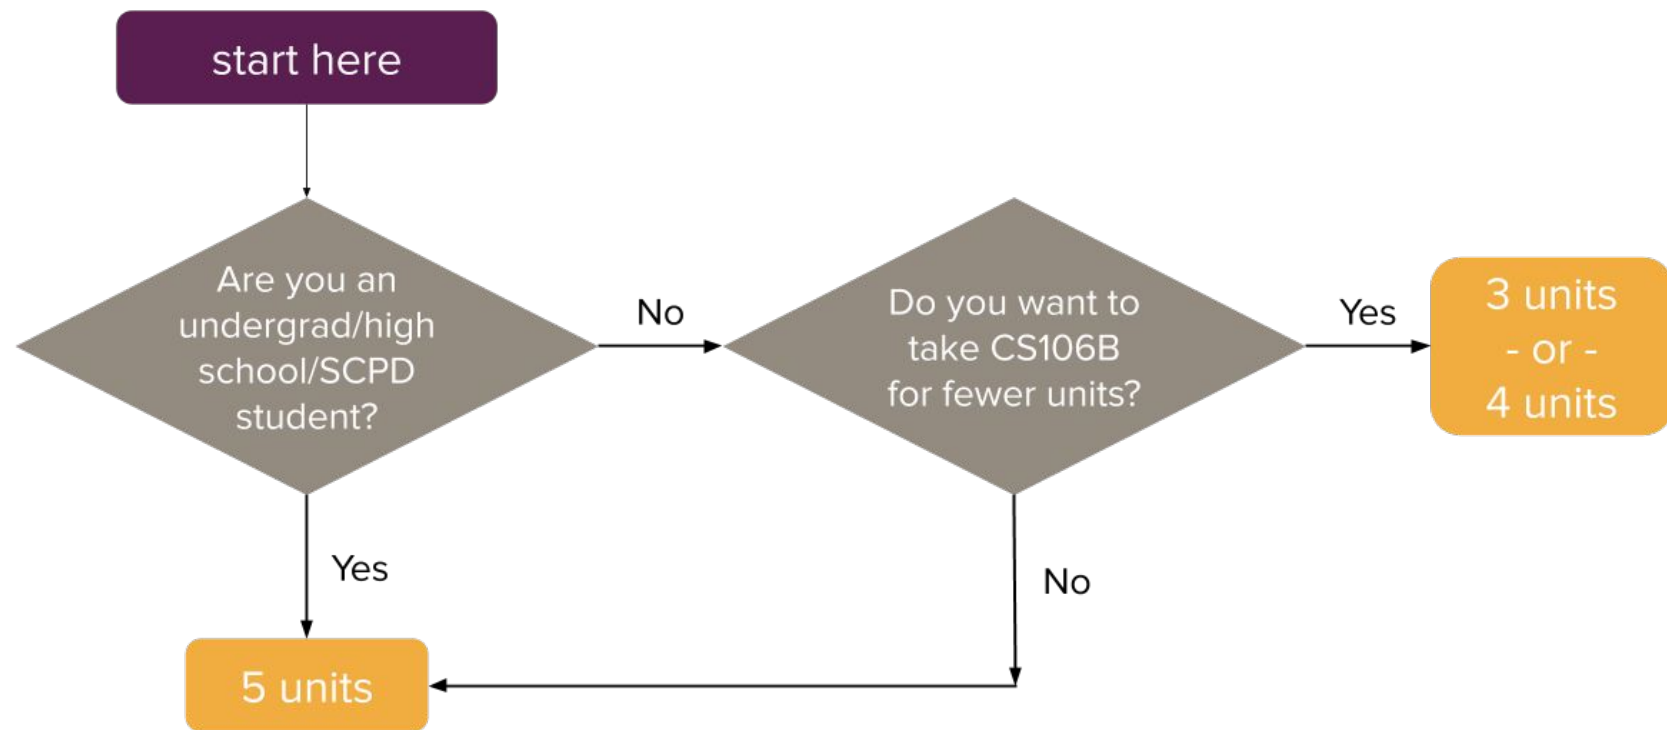 start here
Are you an
undergrad/high
school/SCPD
student?
No
Do you want to
take CS106B
for fewer units?
Yes
3 units
- or -
4 units
Yes
No
5 units